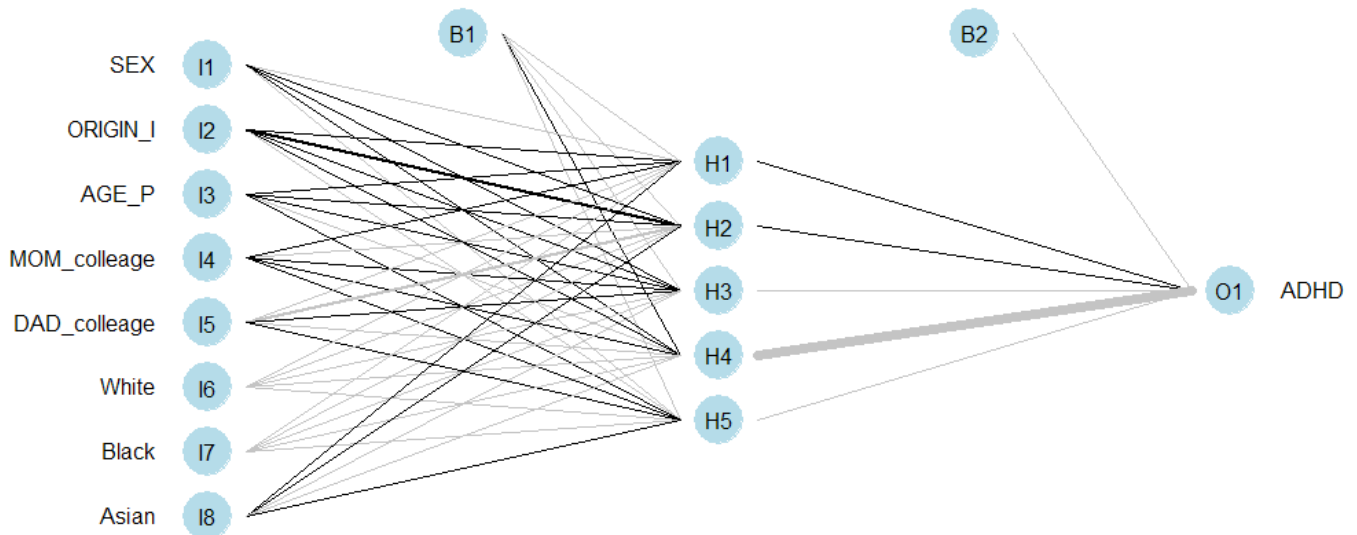 B1
B2
SEX I1
ORIGIN_I I2
H1
AGE_P I3
H2
MOM_colleage I4
H3
O1 ADHD
DAD_colleage I5
H4
White I6
H5
Black I7
Asian I8